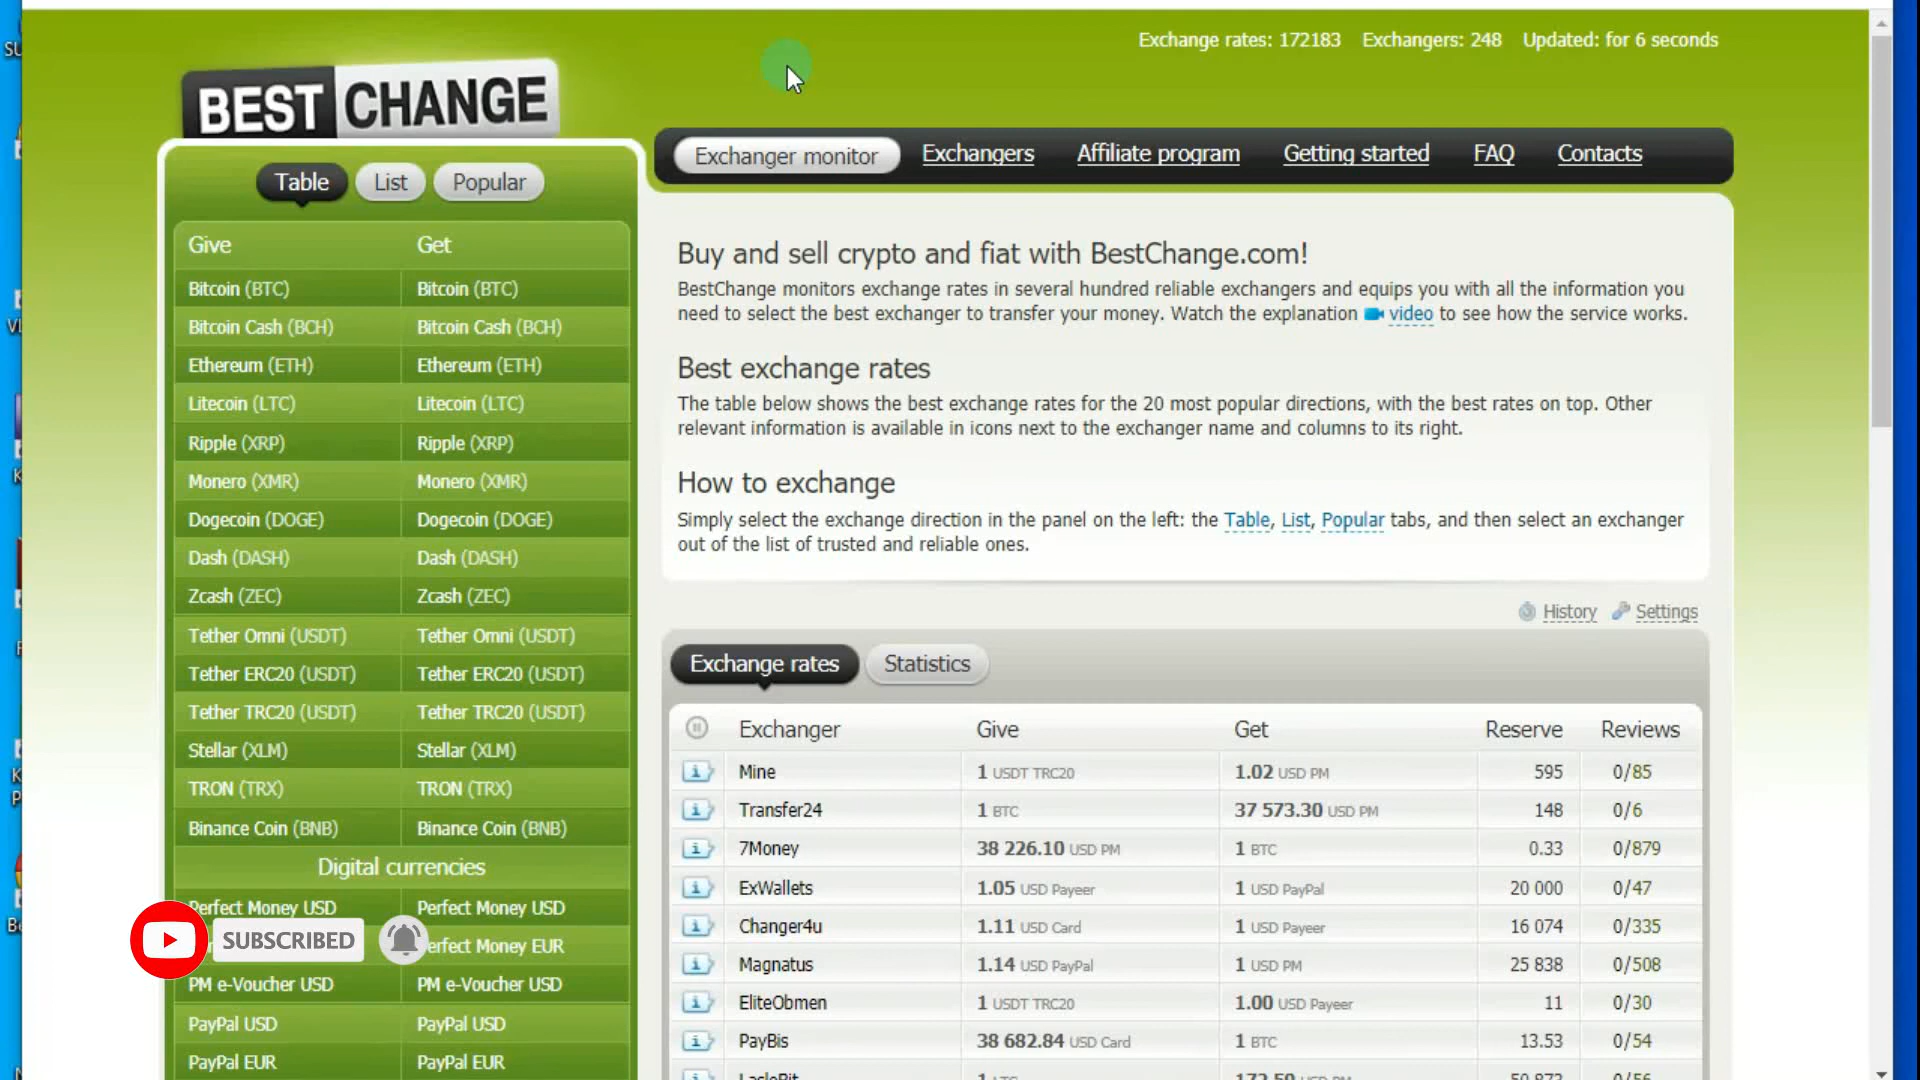 Exchange rates: 172183 Exchangers: 248 Updated: for 6 seconds
BEST CHANGE
Exchanger monitor Exchangers Affiliate program Getting started FAQ Contacts
Table List Popular
Give Get
Bitcoin (BTC) Bitcoin (BTC)
Bitcoin Cash (BCH) Bitcoin Cash (BCH)
Ethereum (ETH) Ethereum (ETH)
Litecoin (LTC) Litecoin (LTC)
Ripple (XRP) Ripple (XRP)
Monero (XMR) Monero (XMR)
Dogecoin (DOGE) Dogecoin (DOGE)
Dash (DASH) Dash (DASH)
Zcash (ZEC) Zcash (ZEC)
Tether Omni (USDT) Tether Omni (USDT)
Tether ERC20 (USDT) Tether ERC20 (USDT)
Tether TRC20 (USDT) Tether TRC20 (USDT)
Stellar (XLM) Stellar (XLM)
TRON (TRX) TRON (TRX)
Binance Coin (BNB) Binance Coin (BNB)
Digital currencies
Perfect Money USD Perfect Money USD
Perfect Money EUR
SUBSCRIBED
PM e-Voucher USD PM e-Voucher USD
PayPal USD PayPal USD
PayPal EUR PayPal EUR
Buy and sell crypto and fiat with BestChange.com!
BestChange monitors exchange rates in several hundred reliable exchangers and equips you with all the information you
need to select the best exchanger to transfer your money. Watch the explanation video to see how the service works.
Best exchange rates
The table below shows the best exchange rates for the 20 most popular directions, with the best rates on top. Other
relevant information is available in icons next to the exchanger name and columns to its right.
How to exchange
Simply select the exchange direction in the panel on the left: the Table, List, Popular tabs, and then select an exchanger
out of the list of trusted and reliable ones.
History Settings
Exchange rates Statistics
Exchanger Give Get Reserve Reviews
Mine 1 USDT TRC20 1.02 USD PM 595 0/85
Transfer24 1 BTC 37 573.30 USD PM 148 0/6
7Money 38 226.10 USD PM 1 BTC 0.33 0/879
ExWallets 1.05 USD Payeer 1 USD PayPal 20 000 0/47
Changer4u 1.11 USD Card 1 USD Payeer 16 074 0/335
Magnatus 1.14 USD PayPal 1 USD PM 25 838 0/508
EliteObmen 1 USDT TRC20 1.00 USD Payeer 11 0/30
PayBis 38 682.84 USD Card 1 BTC 13.53 0/54